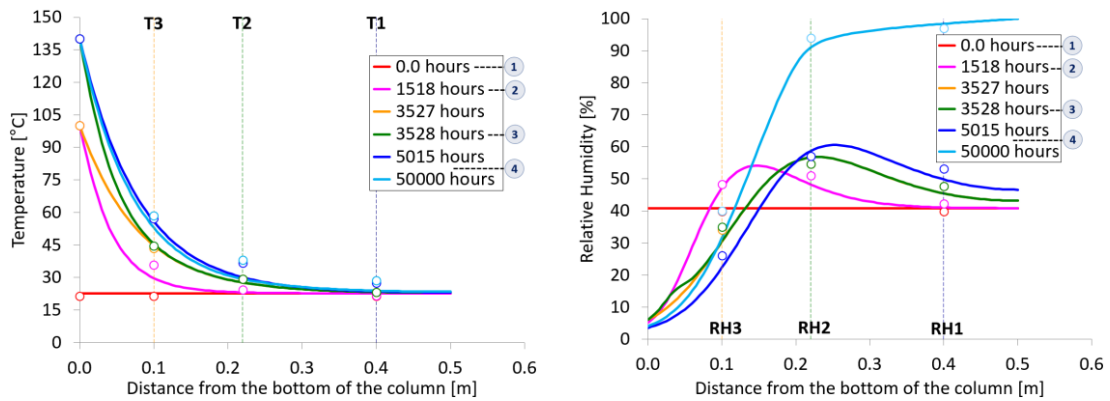 150
135
120
105
90
75
60
45
30
15
0
Temperature [°C]
T3
T2
T1
0.0 hours 1
1518 hours 2
3527 hours
3528 hours 3
5015 hours
4
50000 hours
0.0 0.1 0.2 0.3 0.4 0.5 0.6
Distance from the bottom of the column [m]
100
90
80
70
60
50
40
30
20
10
0
Relative Humidity [%]
0.0 hours 1
1518 hours 2
3527 hours
3528 hours 3
5015 hours
4
50000 hours
RH3 RH2 RH1
0.0 0.1 0.2 0.3 0.4 0.5 0.6
Distance from the bottom of the column [m]